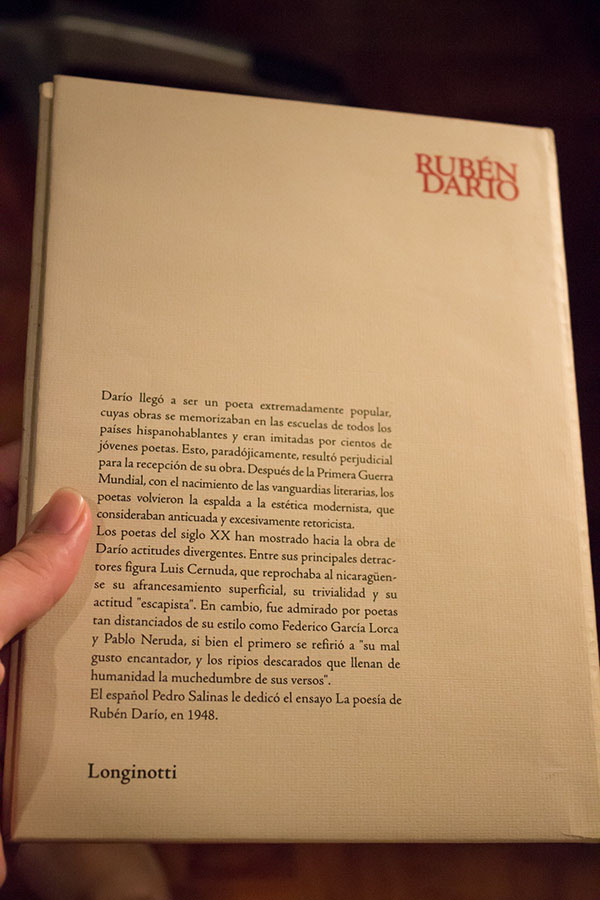 RUBÉN
DARIO
Darío llegó a ser un poeta extremadamente popular,
cuyas obras se memorizaban en las escuelas de todos los
países hispanohablantes y eran imitadas por cientos de
jóvenes poetas. Esto, paradójicamente, resultó perjudicial
para la recepción de su obra. Después de la Primera Guerra
Mundial, con el nacimiento de las vanguardias literarias, los
poetas volvieron la espalda a la estética modernista, que
consideraban anticuada y excesivamente retoricista.
Los poetas del siglo XX han mostrado hacia la obra de
Darío actitudes divergentes. Entre sus principales detrac-
tores figura Luis Cernuda, que reprochaba al nicaragüen-
se su afrancesamiento superficial, su trivialidad y su
actitud "escapista". En cambio, fue admirado por poetas
tan distanciados de su estilo como Federico García Lorca
y Pablo Neruda, si bien el primero se refirió a "su mal
gusto encantador, y los ripios descarados que llenan de
humanidad la muchedumbre de sus versos".
El español Pedro Salinas le dedicó el ensayo La poesía de
Rubén Darío, en 1948.
Longinotti